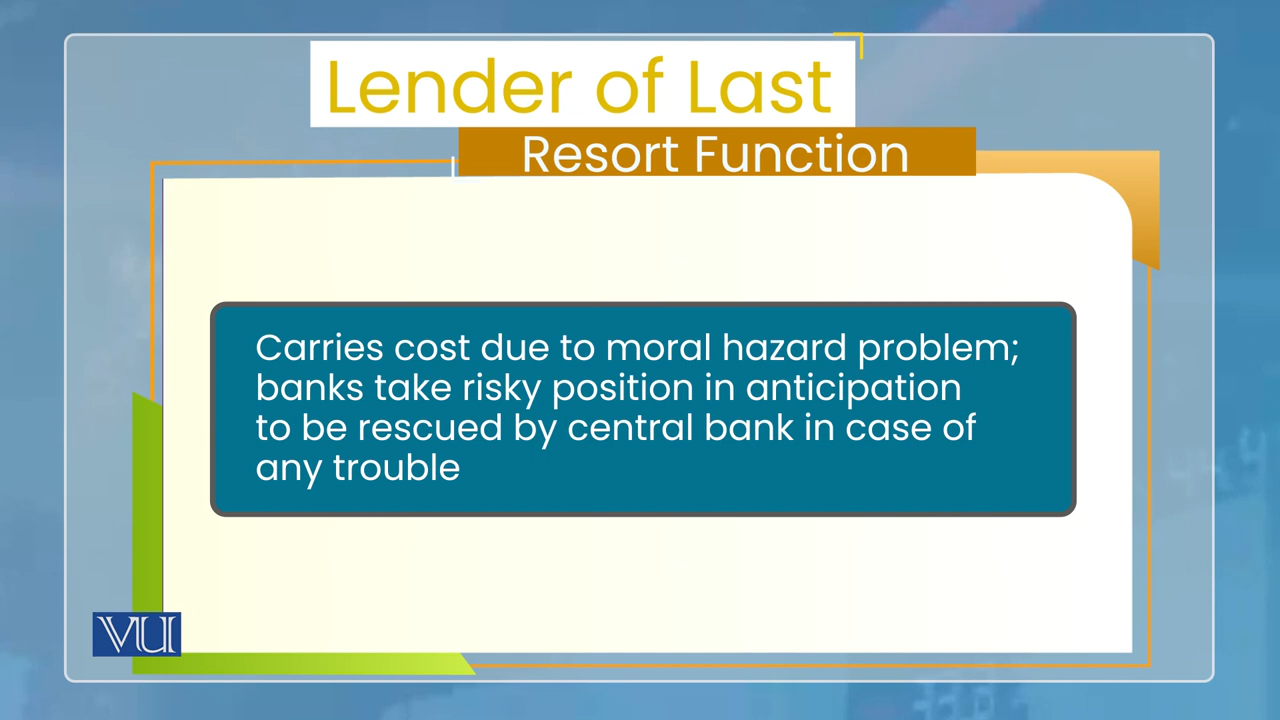 Lender of Last
Resort Function
Carries cost due to moral hazard problem;
banks take risky position in anticipation
to be rescued by central bank in case of
any trouble
VU